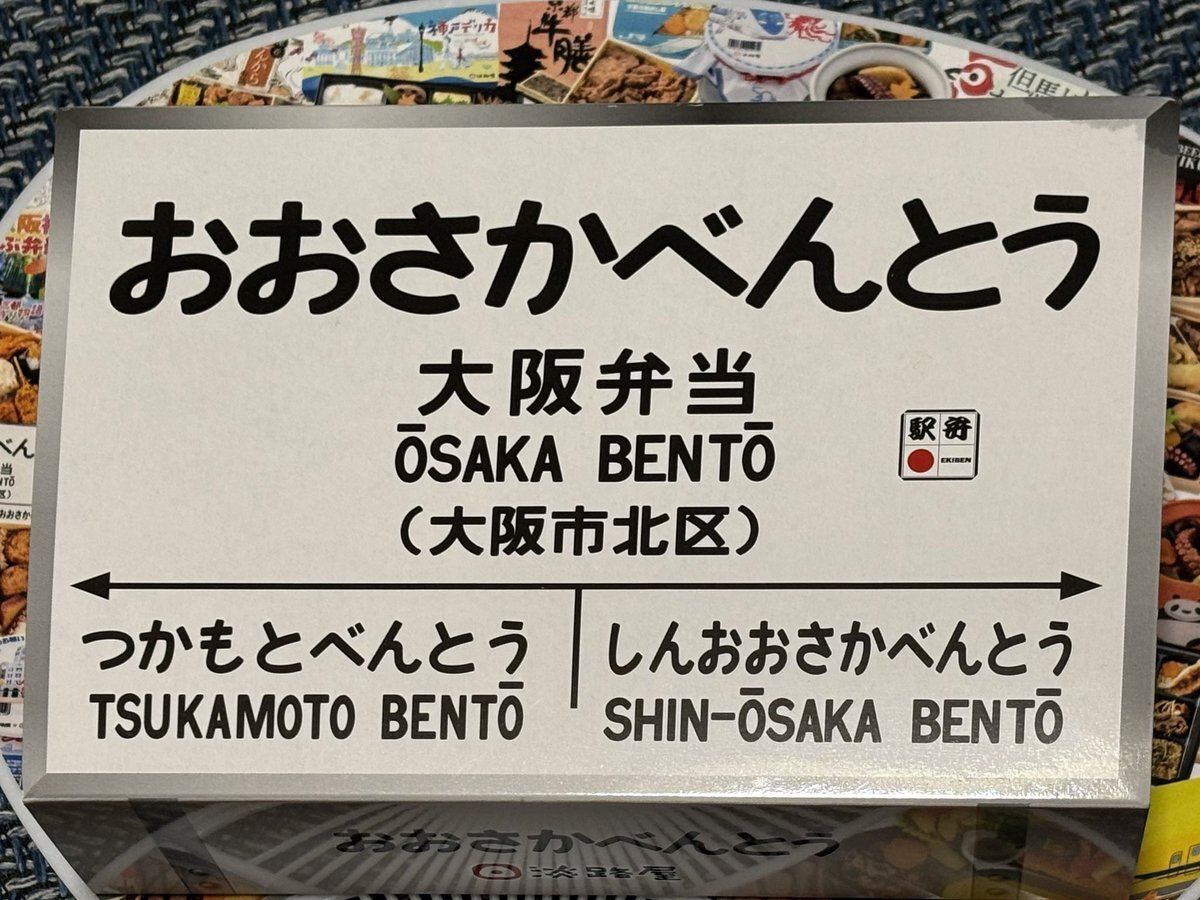 神戸デリカ
牛膳
但馬
おおさかべんとう
大阪弁当
ŌSAKA BENTŌ
駅弁
EKIBEN
（大阪市北区）
つかもとべんとう
TSUKAMOTO BENTŌ
しんおおさかべんとう
SHIN-ŌSAKA BENTŌ
おおさかべんとう
淡路屋